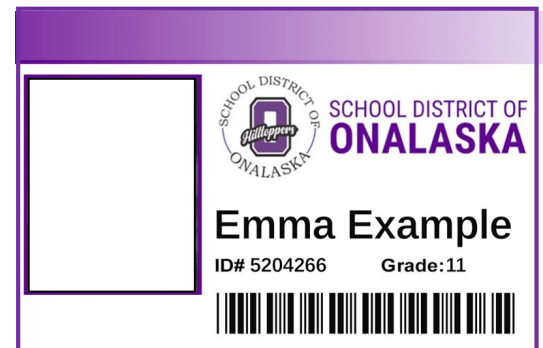 SCHOOL DISTRICT OF
Hilltoppers
ONALASKA
SCHOOL DISTRICT OF
ONALASKA
Emma Example
ID# 5204266 Grade:11